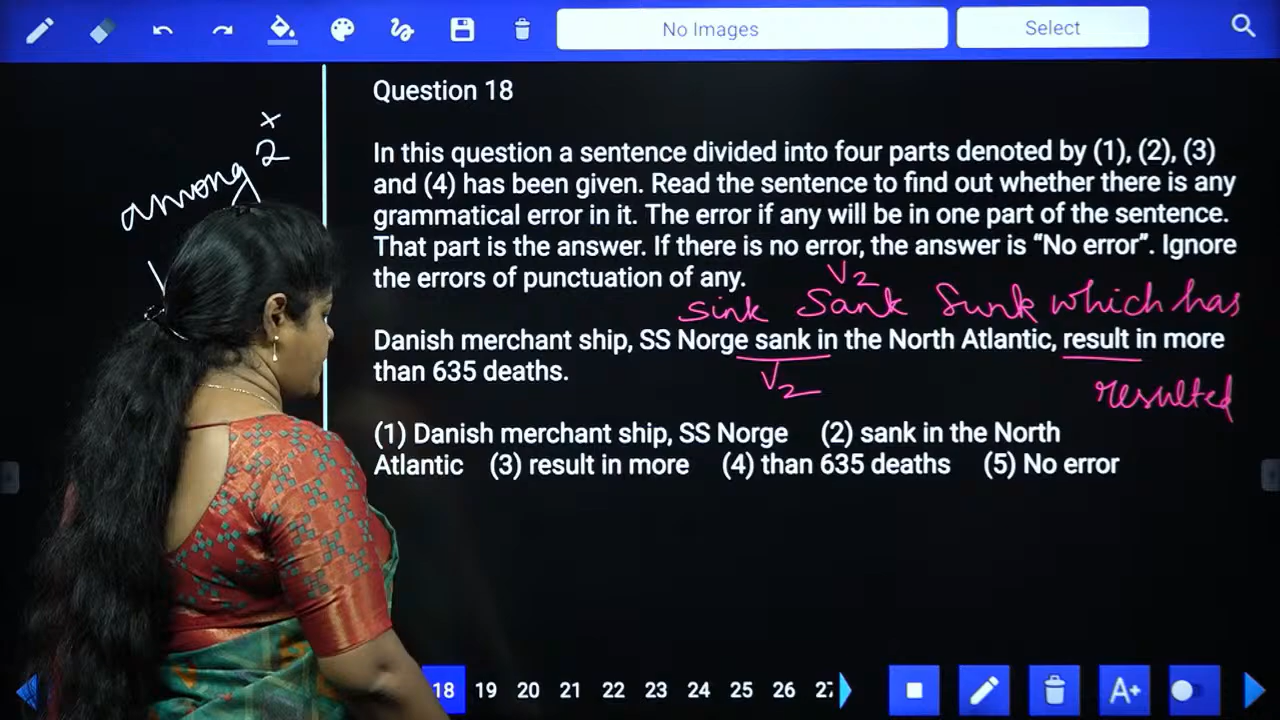 No Images
Select
Question 18
among 2 ×
In this question a sentence divided into four parts denoted by (1), (2), (3)
and (4) has been given. Read the sentence to find out whether there is any
grammatical error in it. The error if any will be in one part of the sentence.
That part is the answer. If there is no error, the answer is “No error”. Ignore
the errors of punctuation of any.
V2
sink Sank Sunk which has
Danish merchant ship, SS Norge sank in the North Atlantic, result in more
than 635 deaths.
V2
resulted
(1) Danish merchant ship, SS Norge (2) sank in the North
Atlantic (3) result in more (4) than 635 deaths (5) No error
18 19 20 21 22 23 24 25 26
A+